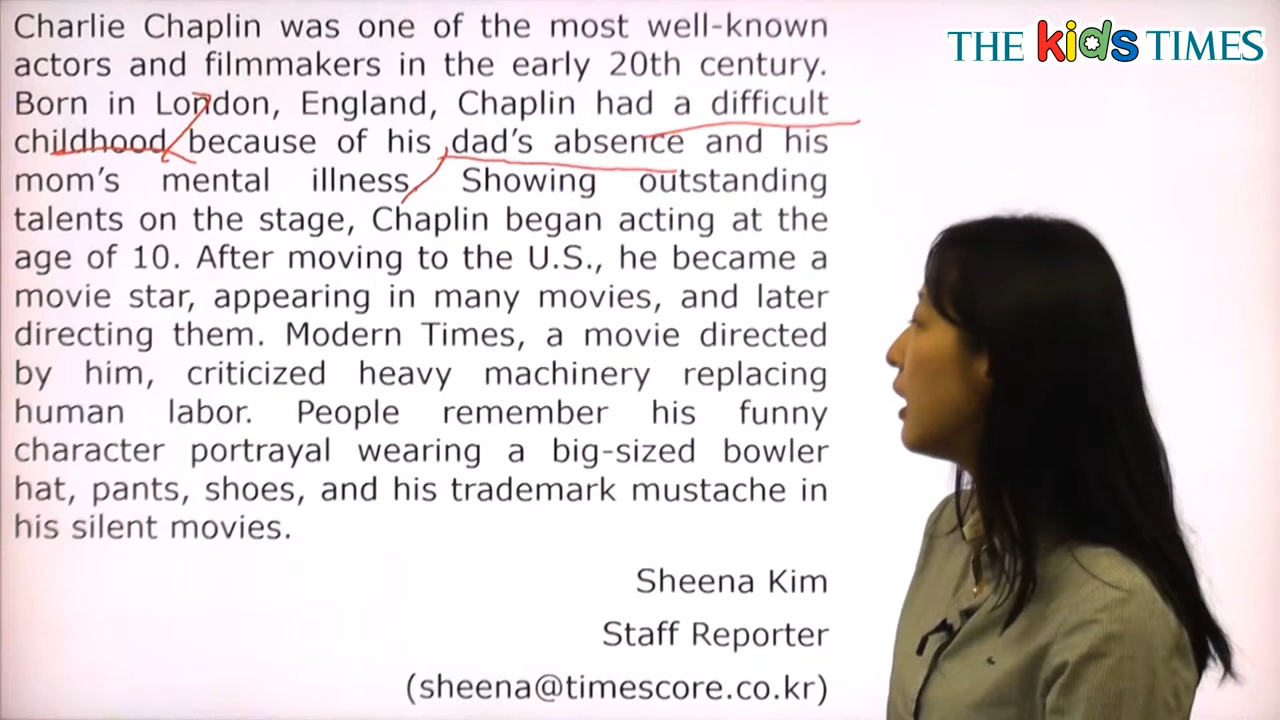 Charlie Chaplin was one of the most well-known
actors and filmmakers in the early 20th century.
Born in London, England, Chaplin had a difficult
childhood because of his dad's absence and his
mom's mental illness. Showing outstanding
talents on the stage, Chaplin began acting at the
age of 10. After moving to the U.S., he became a
movie star, appearing in many movies, and later
directing them. Modern Times, a movie directed
by him, criticized heavy machinery replacing
human labor. People remember his funny
character portrayal wearing a big-sized bowler
hat, pants, shoes, and his trademark mustache in
his silent movies.
Sheena Kim
Staff Reporter
(sheena@timescore.co.kr)
THE kids TIMES